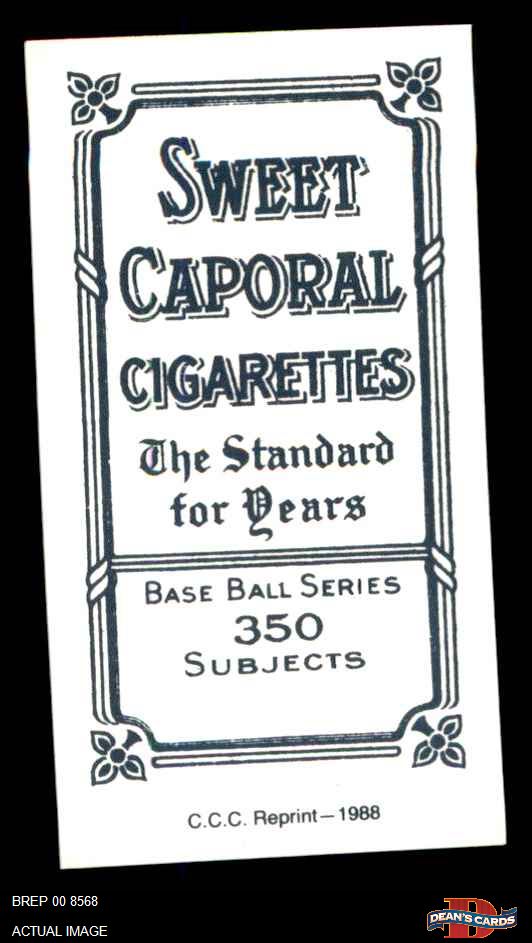 SWEET
CAPORAL
CIGARETTES
The Standard
for Years
BASE BALL SERIES
350
SUBJECTS
C.C.C. Reprint—1988
BREP 00 8568
ACTUAL IMAGE
D
DEAN'S CARDS